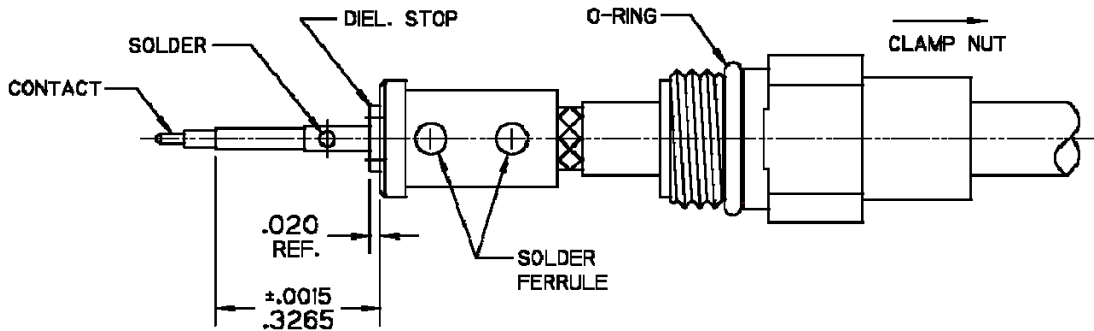 DIEL. STOP
O-RING
CLAMP NUT
SOLDER
CONTACT
.020
REF.
SOLDER
FERRULE
±.0015
.3265